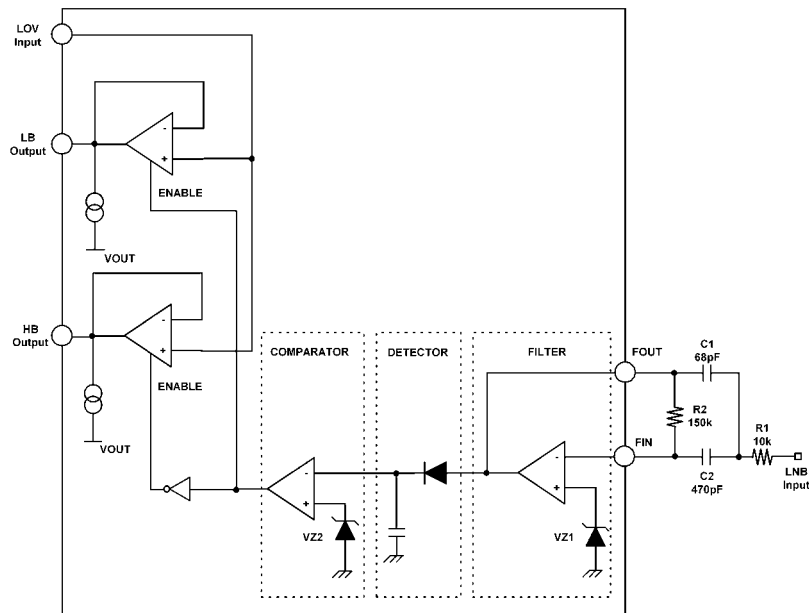 LOV
Input
LB
Output
-
+
ENABLE
VOUT
HB
Output
-
+
ENABLE
VOUT
COMPARATOR
DETECTOR
FILTER
FOUT
C1
68pF
R2
150k
R1
10k
FIN
C2
470pF
LNB
Input
-
+
VZ2
-
+
VZ1